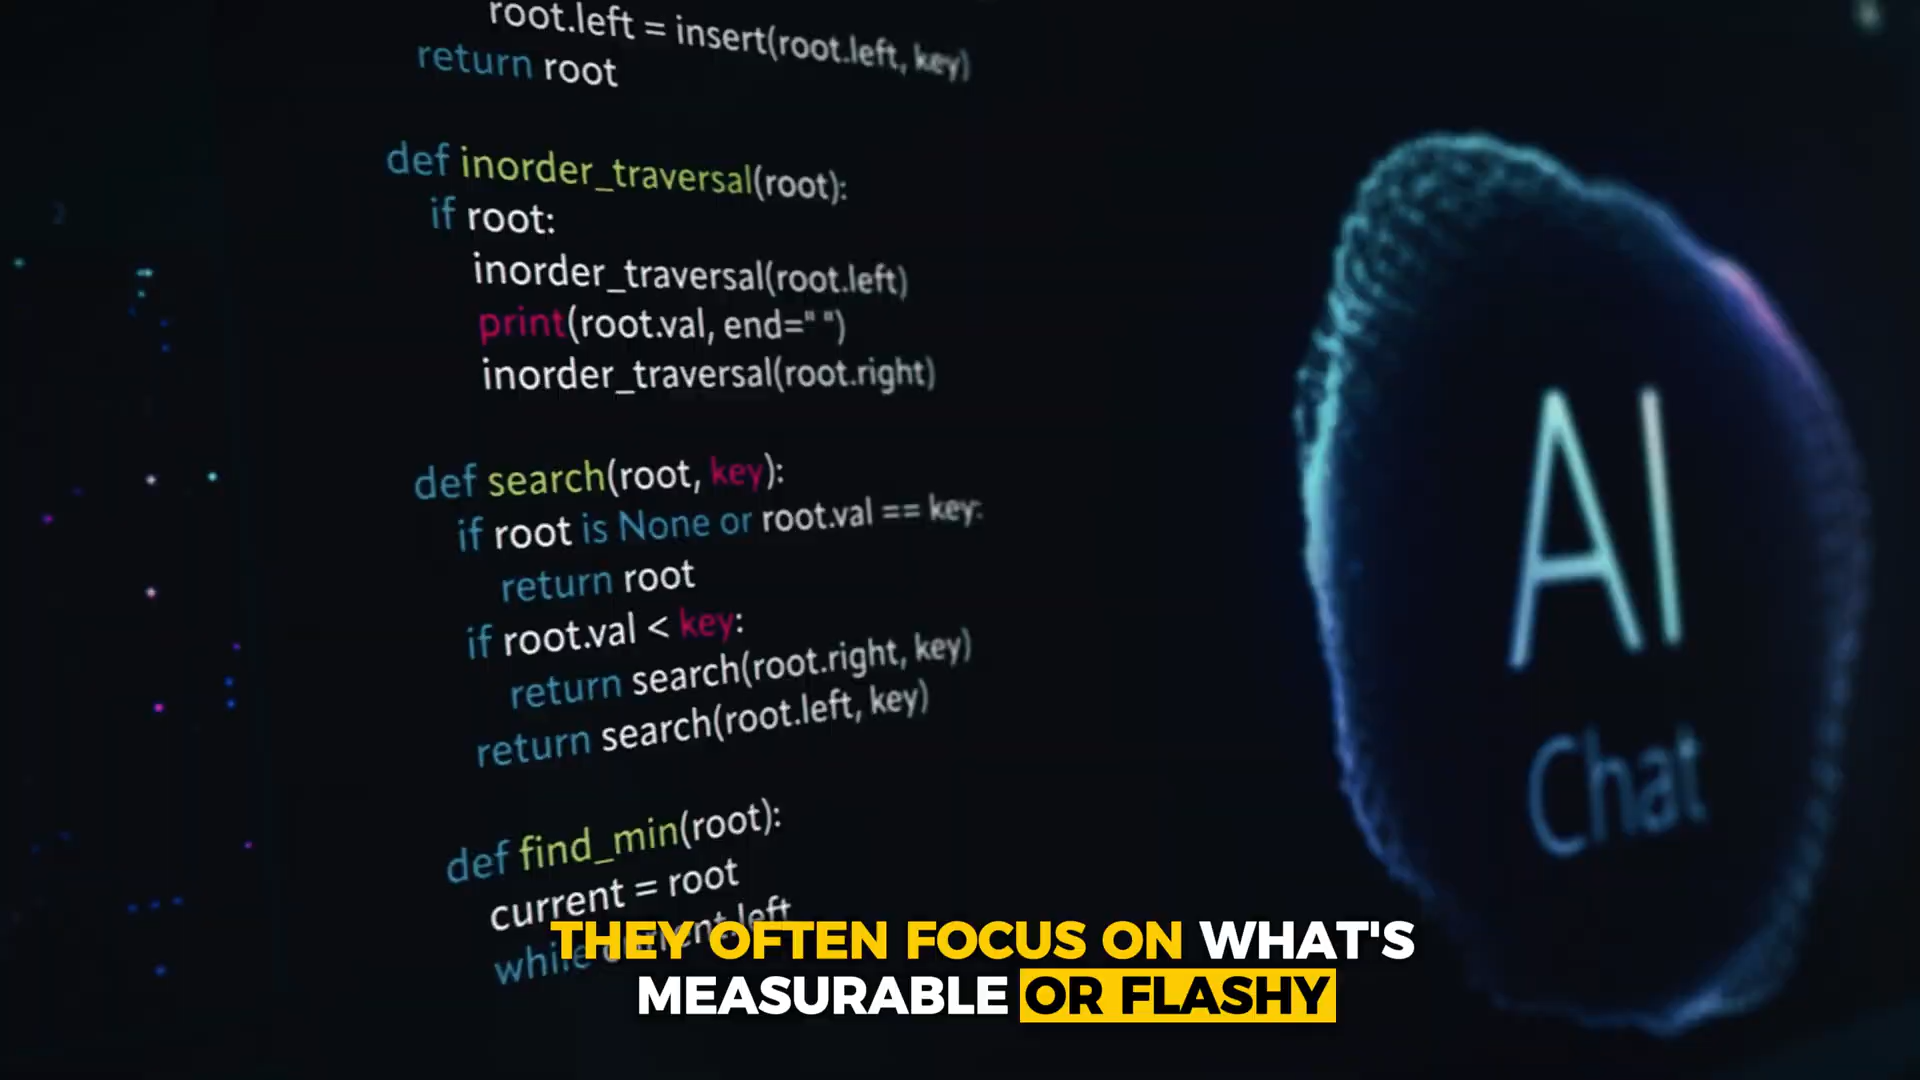 root.left = insert(root.left, key)
return root
def inorder_traversal(root):
if root:
inorder_traversal(root.left)
print(root.val, end=" ")
inorder_traversal(root.right)
def search(root, key):
if root is None or root.val == key:
return root
if root.val < key:
return search(root.right, key)
return search(root.left, key)
def find_min(root):
current = root
while current.left
AI
Chat
THEY OFTEN FOCUS ON WHAT'S
MEASURABLE OR FLASHY